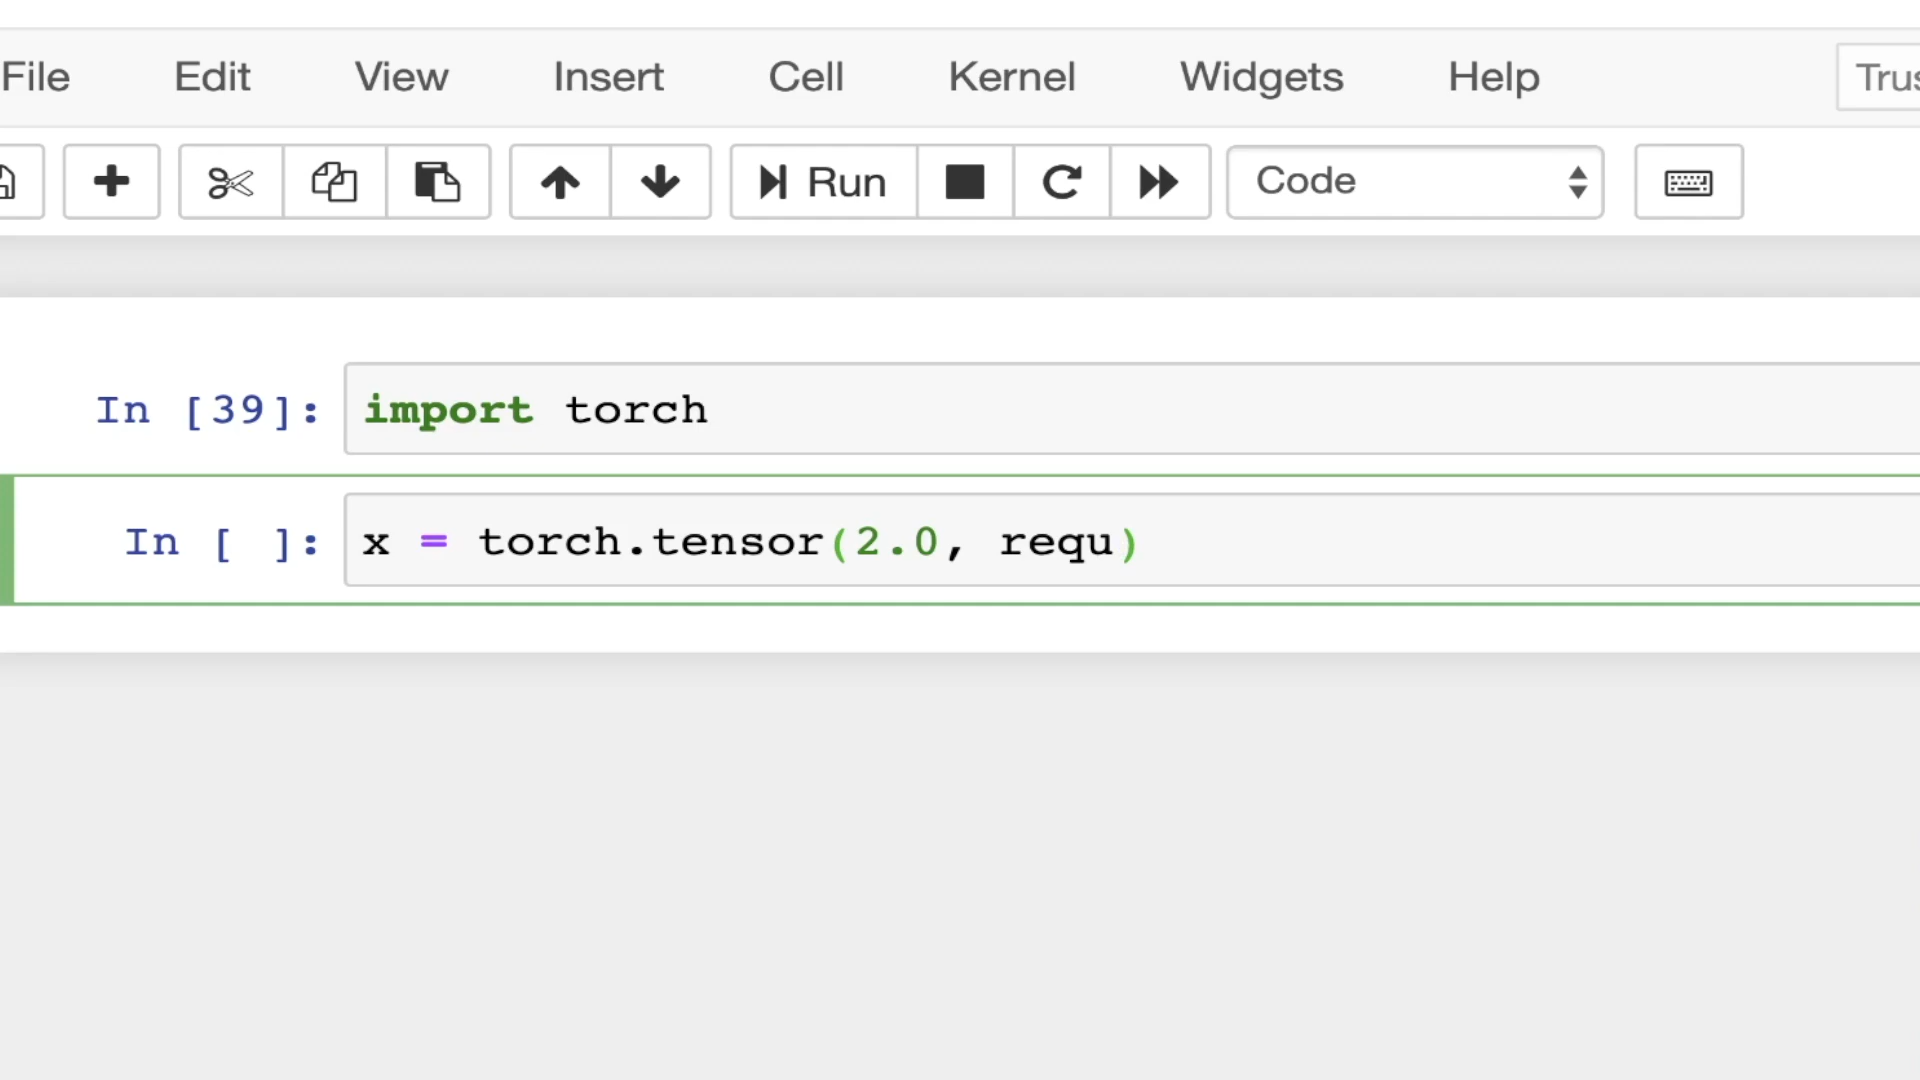 File Edit View Insert Cell Kernel Widgets Help Trus
Run Code
In [39]: import torch
In [ ]: x = torch.tensor(2.0, requ)